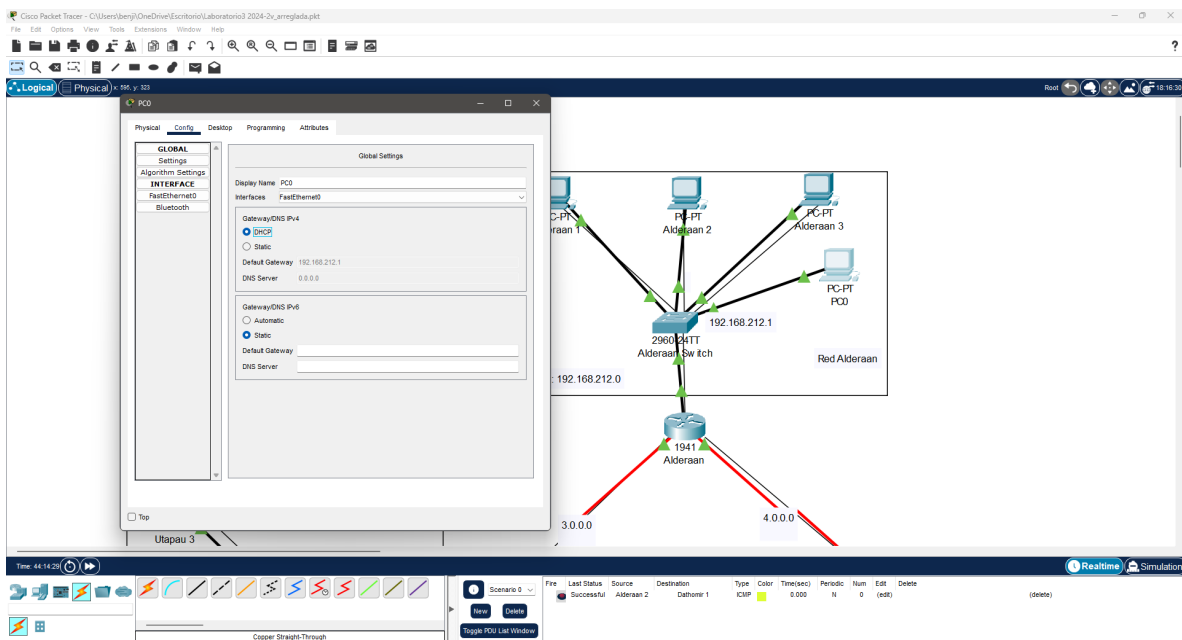 Cisco Packet Tracer - C:\Users\benji\OneDrive\Escritorio\Laboratorio3 2024-2v_arreglada.pkt
File Edit Options View Tools Extensions Window Help
?
Logical Physical x: 595, y: 323 Root 18:16:30
PC0
Physical Config Desktop Programming Attributes
GLOBAL
Settings
Algorithm Settings
INTERFACE
FastEthernet0
Bluetooth
Global Settings
Display Name PC0
Interfaces FastEthernet0
Gateway/DNS IPv4
DHCP
Static
Default Gateway 192.168.212.1
DNS Server 0.0.0.0
Gateway/DNS IPv6
Automatic
Static
Default Gateway
DNS Server
Top
C-PT
raan 1
PC-PT
Alderaan 2
PC-PT
Alderaan 3
PC-PT
PC0
192.168.212.1
2960-24TT
Alderaan Switch
Red Alderaan
: 192.168.212.0
1941
Alderaan
3.0.0.0
4.0.0.0
Utapau 3
Time: 44:14:29 Realtime Simulation
Scenario 0
New Delete
Toggle PDU List Window
Fire Last Status Source Destination Type Color Time(sec) Periodic Num Edit Delete
Successful Alderaan 2 Dathomir 1 ICMP 0.000 N 0 (edit) (delete)
Copper Straight-Through